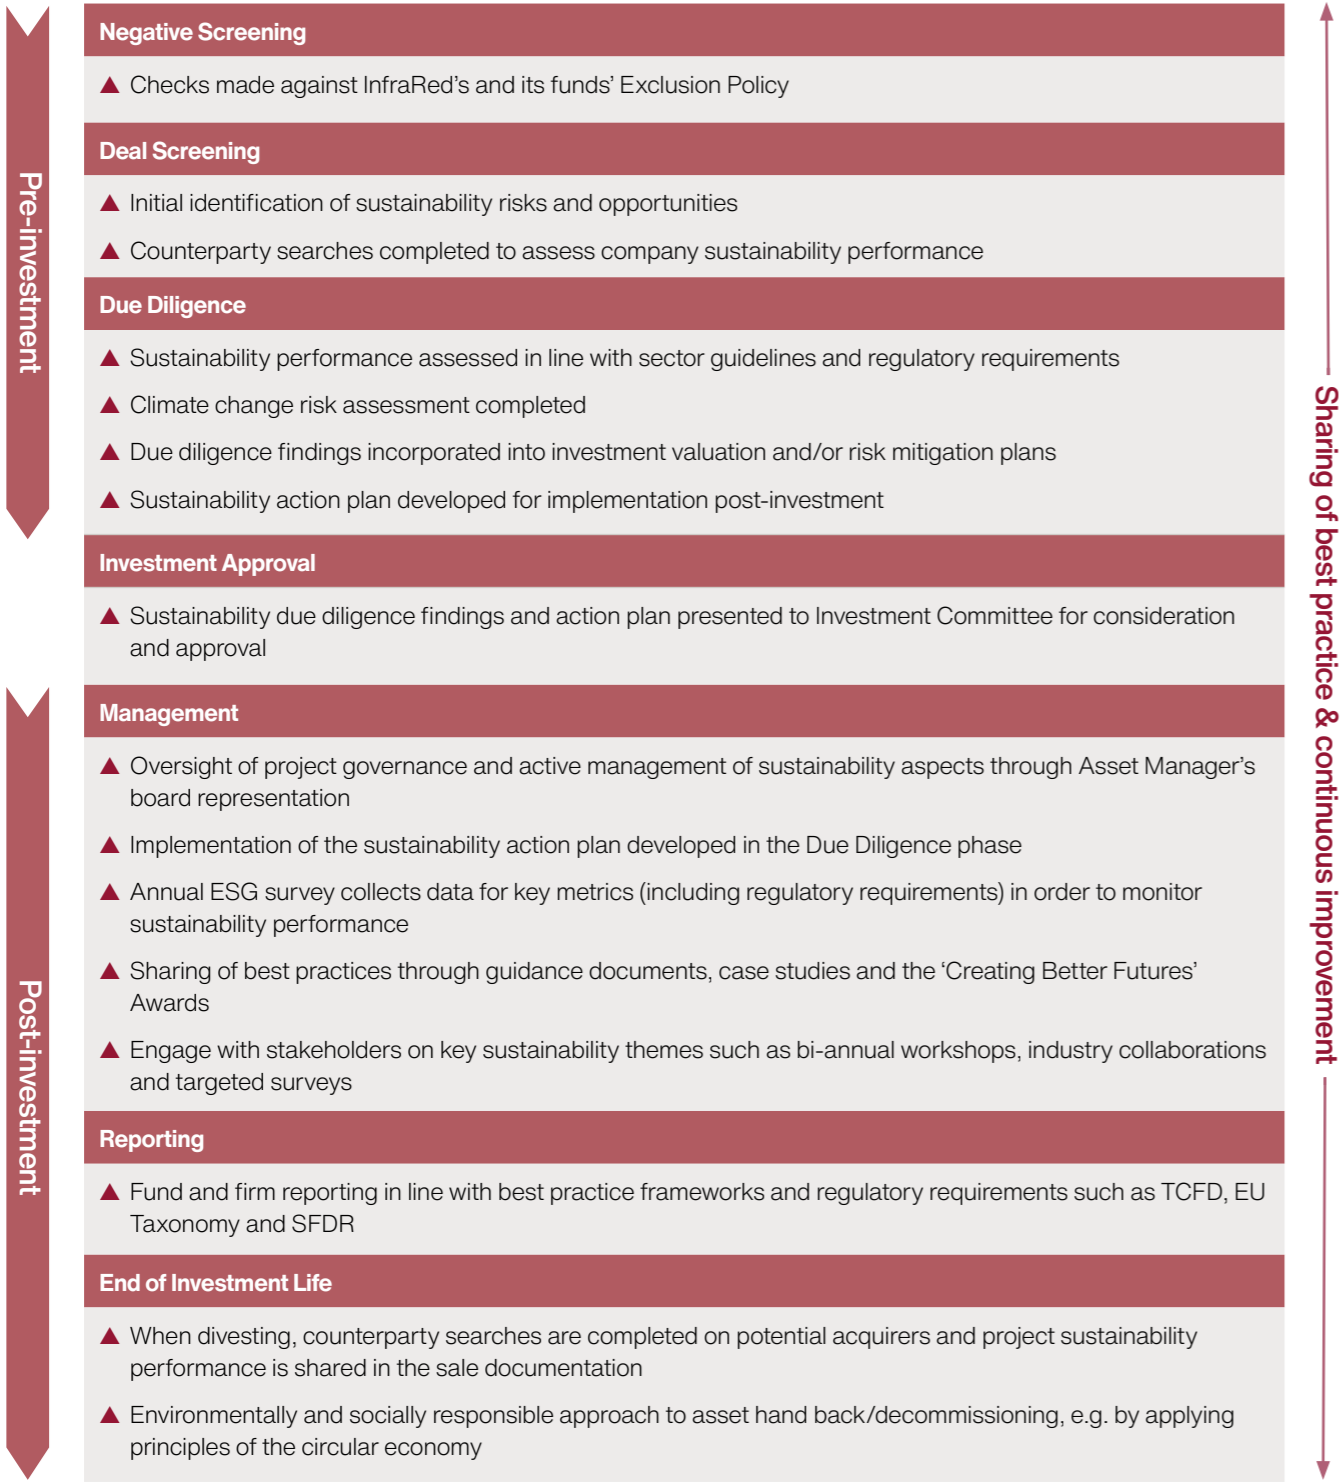 Pre-investment
Negative Screening
▲ Checks made against InfraRed’s and its funds’ Exclusion Policy
Deal Screening
▲ Initial identification of sustainability risks and opportunities
▲ Counterparty searches completed to assess company sustainability performance
Due Diligence
▲ Sustainability performance assessed in line with sector guidelines and regulatory requirements
▲ Climate change risk assessment completed
▲ Due diligence findings incorporated into investment valuation and/or risk mitigation plans
▲ Sustainability action plan developed for implementation post-investment
Investment Approval
▲ Sustainability due diligence findings and action plan presented to Investment Committee for consideration
and approval
Post-investment
Management
▲ Oversight of project governance and active management of sustainability aspects through Asset Manager’s
board representation
▲ Implementation of the sustainability action plan developed in the Due Diligence phase
▲ Annual ESG survey collects data for key metrics (including regulatory requirements) in order to monitor
sustainability performance
▲ Sharing of best practices through guidance documents, case studies and the ‘Creating Better Futures’
Awards
▲ Engage with stakeholders on key sustainability themes such as bi-annual workshops, industry collaborations
and targeted surveys
Reporting
▲ Fund and firm reporting in line with best practice frameworks and regulatory requirements such as TCFD, EU
Taxonomy and SFDR
End of Investment Life
▲ When divesting, counterparty searches are completed on potential acquirers and project sustainability
performance is shared in the sale documentation
▲ Environmentally and socially responsible approach to asset hand back/decommissioning, e.g. by applying
principles of the circular economy
Sharing of best practice & continuous improvement